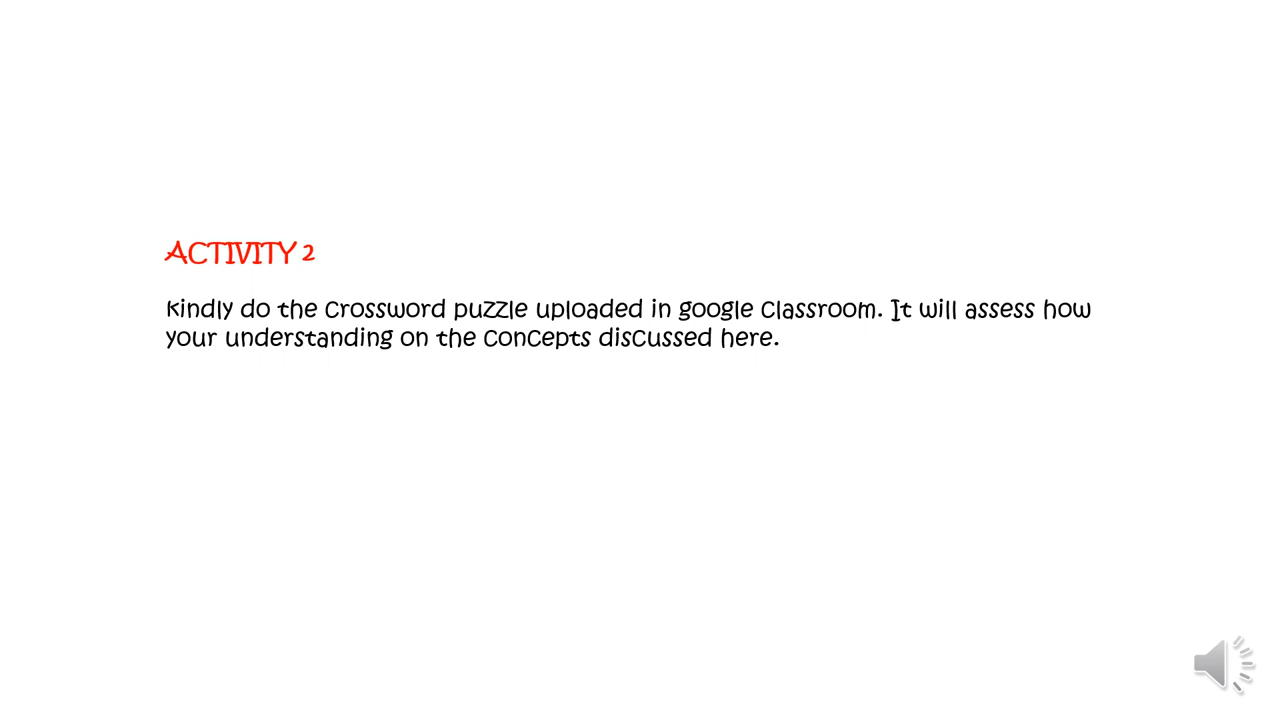 ACTIVITY 2
Kindly do the crossword puzzle uploaded in google classroom. It will assess how
your understanding on the concepts discussed here.